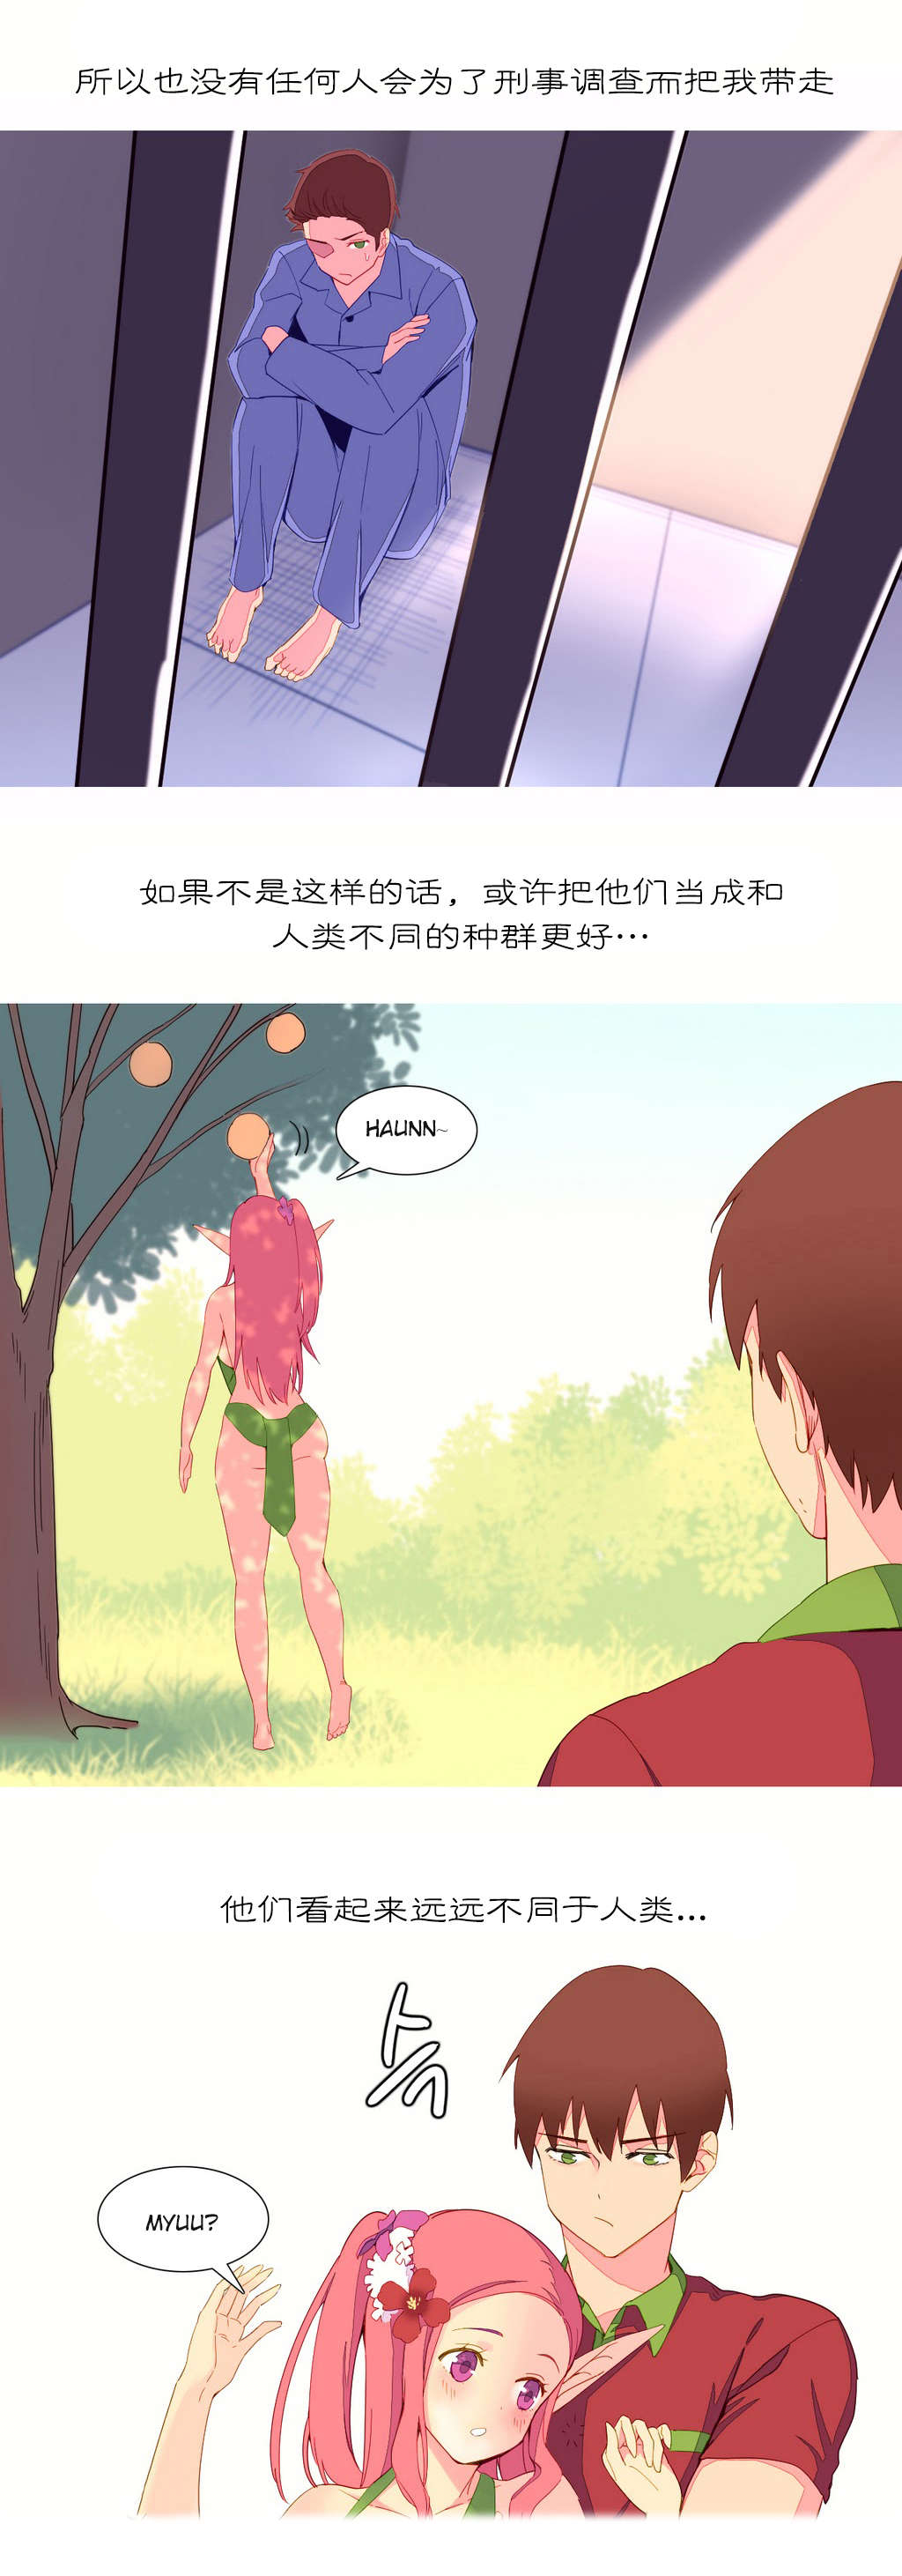 所以也没有任何人会为了刑事调查而把我带走
如果不是这样的话，或许把他们当成和
人类不同的种群更好…
HAUNN~
他们看起来远远不同于人类...
MYUU?